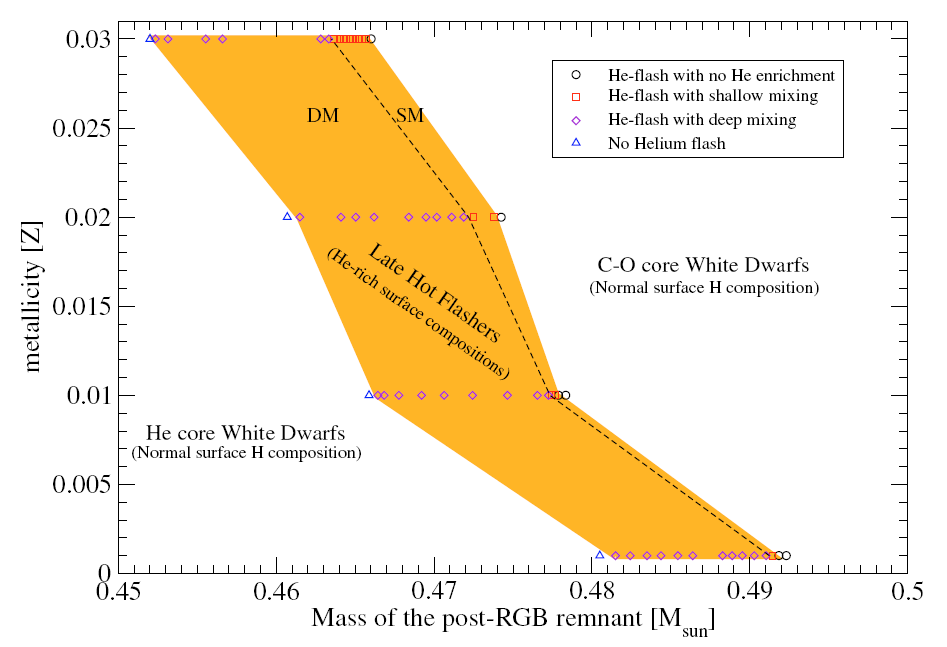 0.03
0.025
0.02
0.015
0.01
0.005
0
metallicity [Z]
He-flash with no He enrichment
He-flash with shallow mixing
He-flash with deep mixing
No Helium flash
DM
SM
Late Hot Flashers
(He-rich surface compositions)
C-O core White Dwarfs
(Normal surface H composition)
He core White Dwarfs
(Normal surface H composition)
0.45
0.46
0.47
0.48
0.49
0.5
Mass of the post-RGB remnant [Msun]